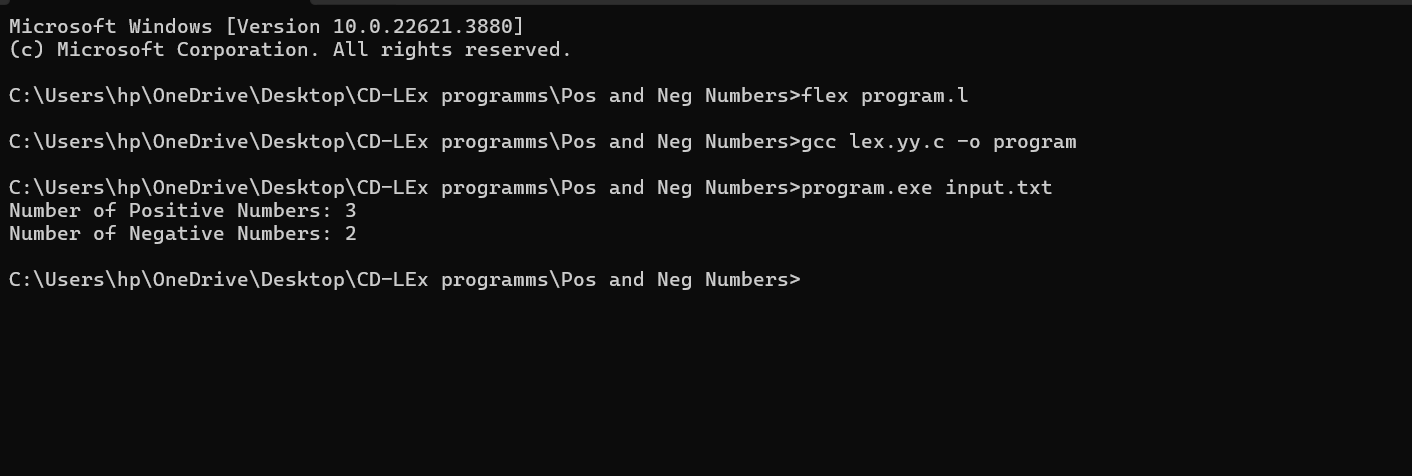 Microsoft Windows [Version 10.0.22621.3880]
(c) Microsoft Corporation. All rights reserved.
C:\Users\hp\OneDrive\Desktop\CD-LEx programms\Pos and Neg Numbers>flex program.l
C:\Users\hp\OneDrive\Desktop\CD-LEx programms\Pos and Neg Numbers>gcc lex.yy.c -o program
C:\Users\hp\OneDrive\Desktop\CD-LEx programms\Pos and Neg Numbers>program.exe input.txt
Number of Positive Numbers: 3
Number of Negative Numbers: 2
C:\Users\hp\OneDrive\Desktop\CD-LEx programms\Pos and Neg Numbers>